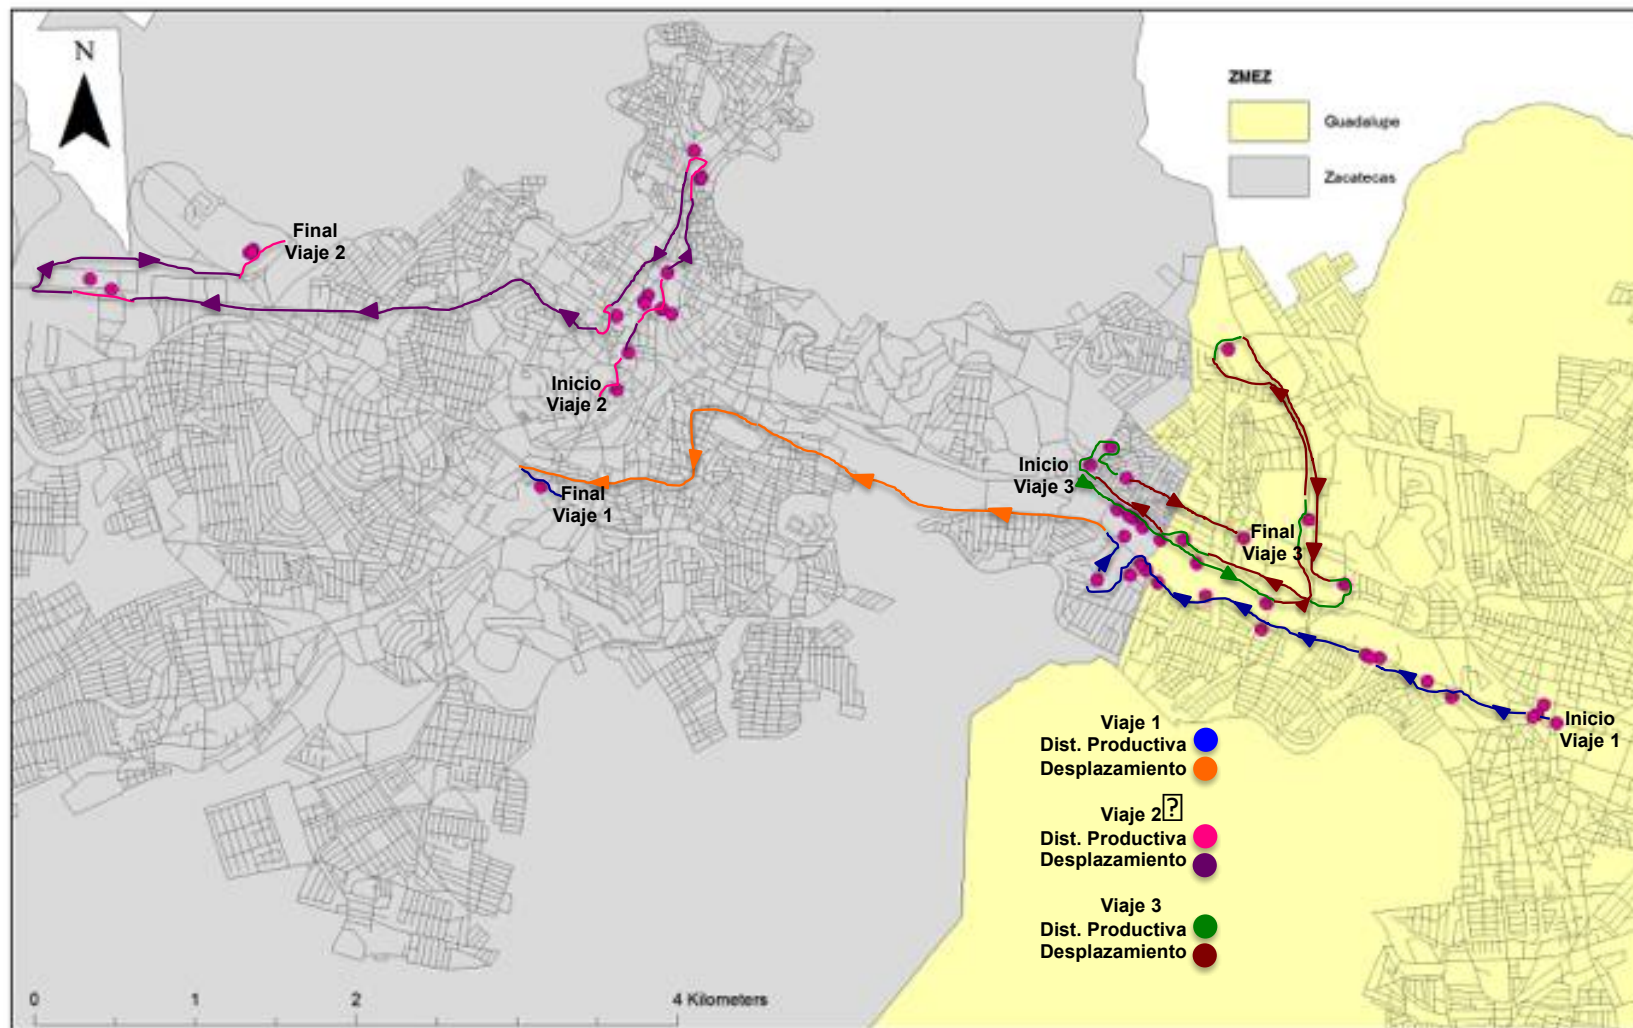 N
ZMEZ
Guadalupe
Zacatecas
Final
Viaje 2
Inicio
Viaje 2
Inicio
Viaje 3
Final
Viaje 1
Final
Viaje 3
Inicio
Viaje 1
Viaje 1
Dist. Productiva
Desplazamiento
Viaje 2
Dist. Productiva
Desplazamiento
Viaje 3
Dist. Productiva
Desplazamiento
0 1 2 4 Kilometers